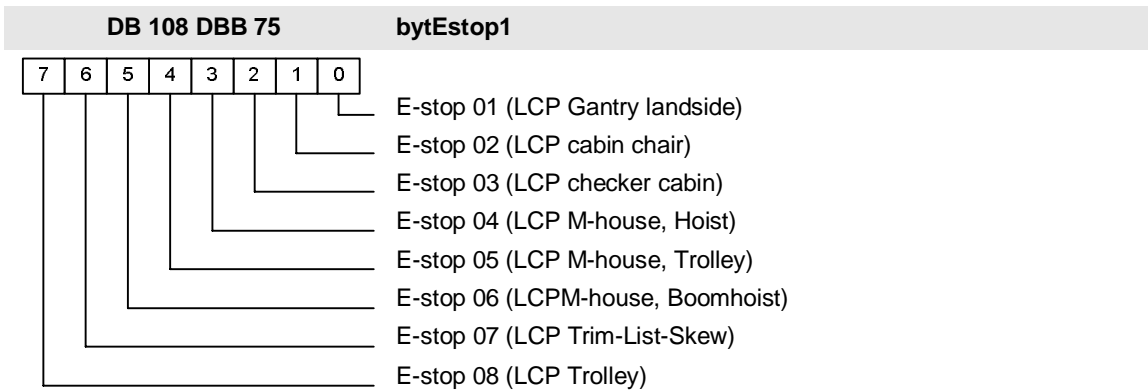 DB 108 DBB 75 bytEstop1
7 6 5 4 3 2 1 0
E-stop 01 (LCP Gantry landside)
E-stop 02 (LCP cabin chair)
E-stop 03 (LCP checker cabin)
E-stop 04 (LCP M-house, Hoist)
E-stop 05 (LCP M-house, Trolley)
E-stop 06 (LCPM-house, Boomhoist)
E-stop 07 (LCP Trim-List-Skew)
E-stop 08 (LCP Trolley)